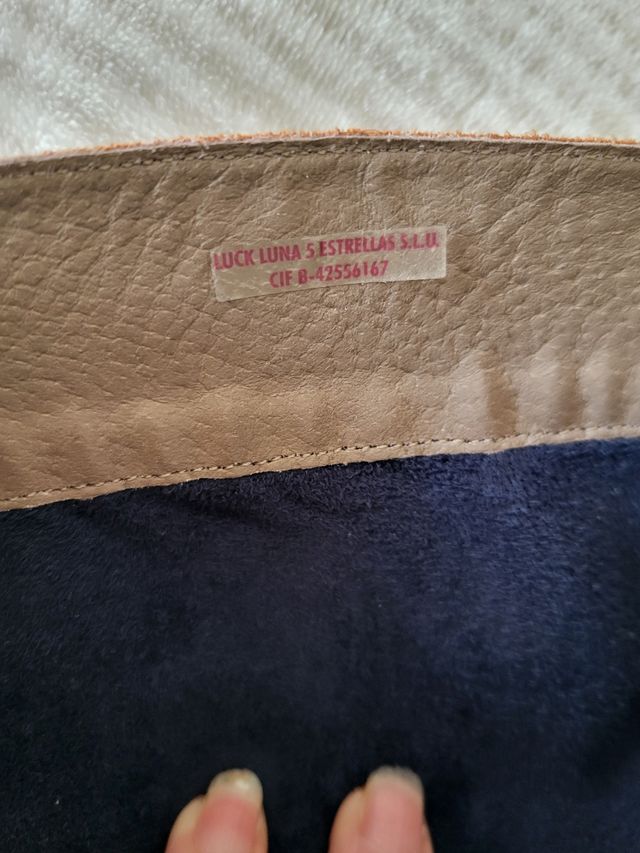 LUCK LUNA 5 ESTRELLAS S.L.U.
CIF B-42556167